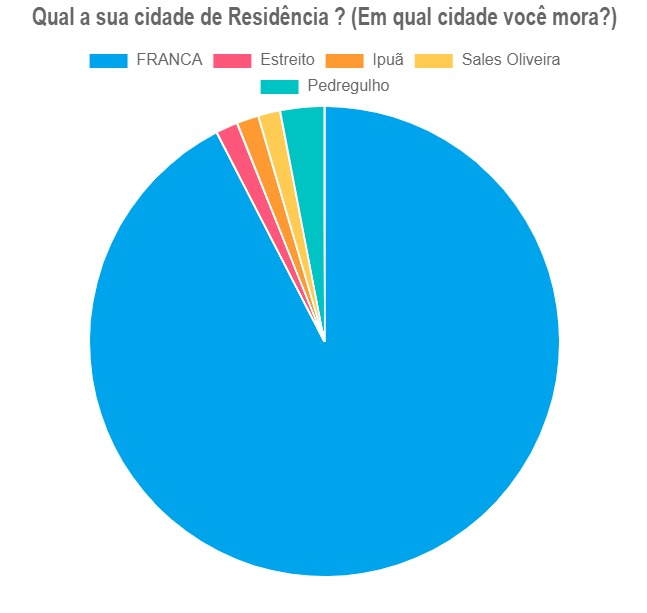 Qual a sua cidade de Residência ? (Em qual cidade você mora?)
FRANCA Estreito Ipuã Sales Oliveira
Pedregulho